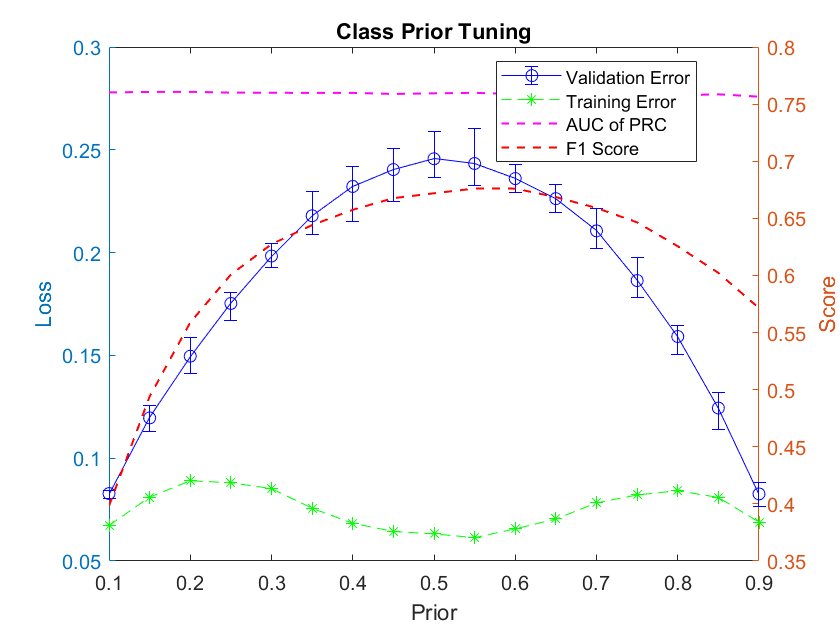 Class Prior Tuning
0.3
0.25
0.2
0.15
0.1
0.05
Loss
Validation Error
Training Error
AUC of PRC
F1 Score
0.8
0.75
0.7
0.65
0.6
0.55
0.5
0.45
0.4
0.35
Score
0.1 0.2 0.3 0.4 0.5 0.6 0.7 0.8 0.9
Prior